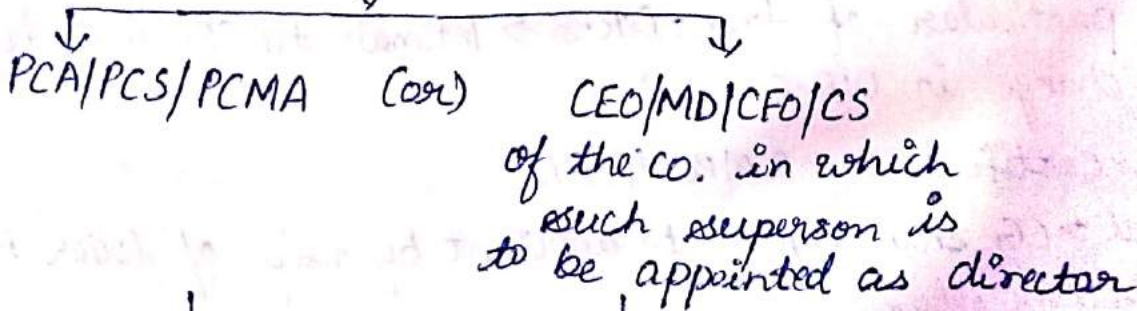 PCA/PCS/PCMA (or) CEO/MD/CFO/CS
of the co. in which
such superson is
to be appointed as director